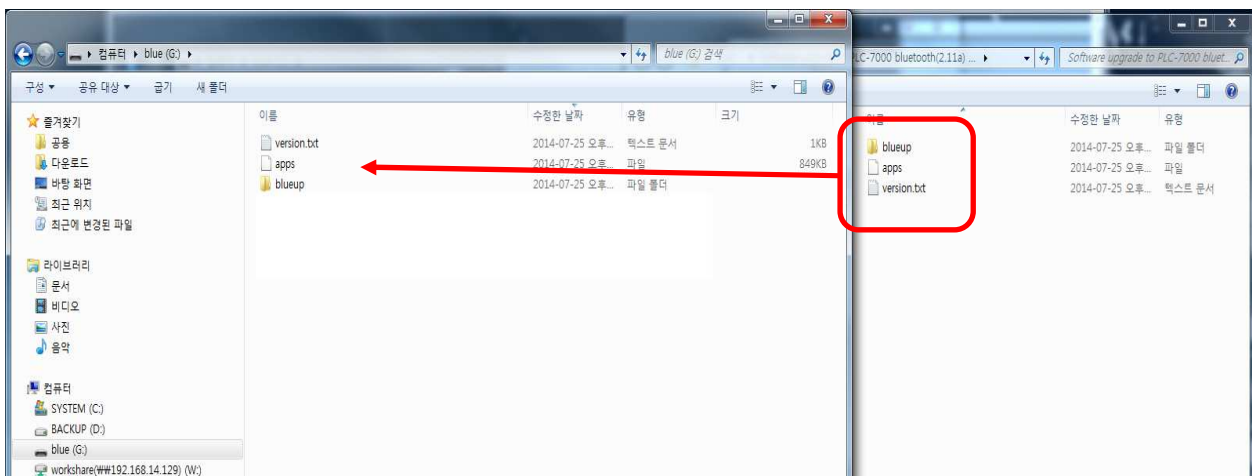 컴퓨터 ▸ blue (G:) ▸
blue (G:) 검색
구성 ▾ 공유 대상 ▾ 굽기 새 폴더
이름 수정한 날짜 유형 크기
version.txt 2014-07-25 오후... 텍스트 문서 1KB
apps 2014-07-25 오후... 파일 849KB
blueup 2014-07-25 오후... 파일 폴더
즐겨찾기
공용
다운로드
바탕 화면
최근 위치
최근에 변경된 파일
라이브러리
문서
비디오
사진
음악
컴퓨터
SYSTEM (C:)
BACKUP (D:)
blue (G:)
workshare(₩₩192.168.14.129) (W:)
PLC-7000 bluetooth(2.11a) ... ▸
Software upgrade to PLC-7000 bluet...
이름 수정한 날짜 유형
blueup 2014-07-25 오후... 파일 폴더
apps 2014-07-25 오후... 파일
version.txt 2014-07-25 오후... 텍스트 문서